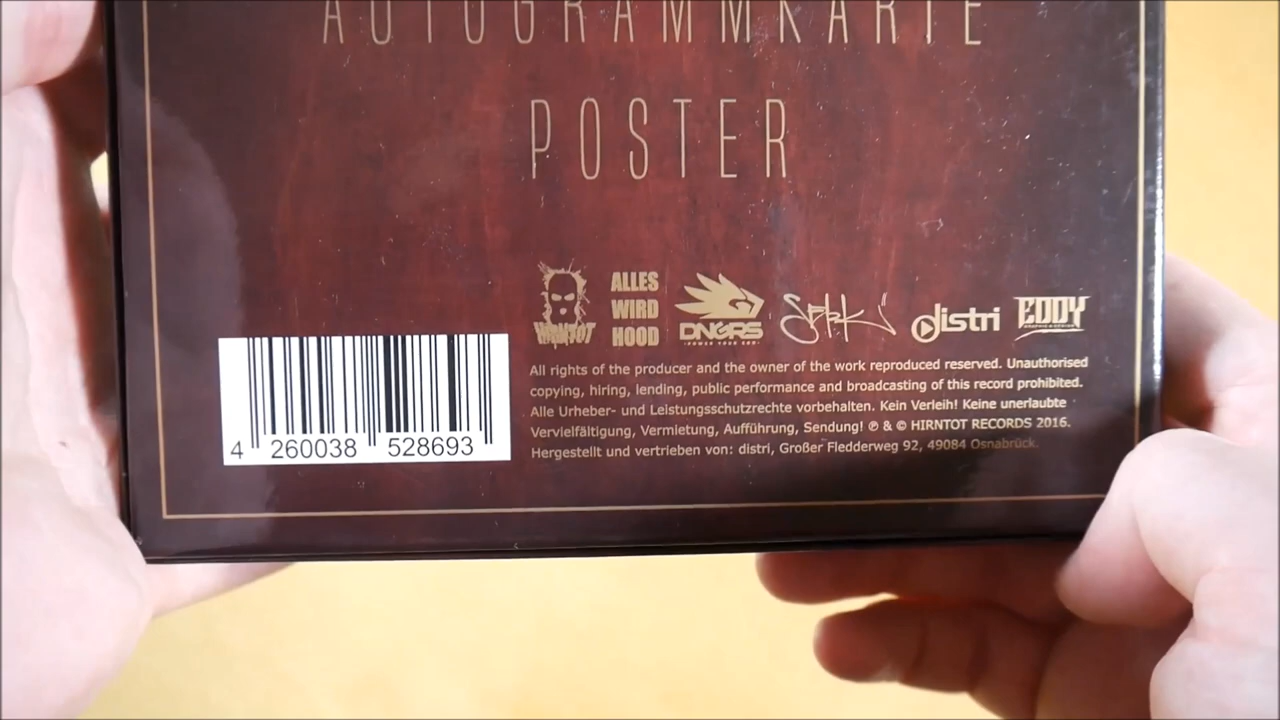 AUTOGRAMMKARTE
POSTER
HIRNTOT
ALLES
WIRD
HOOD
DNGRS
distri
EDDY
4 260038 528693
All rights of the producer and the owner of the work reproduced reserved. Unauthorised
copying, hiring, lending, public performance and broadcasting of this record prohibited.
Alle Urheber- und Leistungsschutzrechte vorbehalten. Kein Verleih! Keine unerlaubte
Vervielfältigung, Vermietung, Aufführung, Sendung! ℗ & © HIRNTOT RECORDS 2016.
Hergestellt und vertrieben von: distri, Großer Fledderweg 92, 49084 Osnabrück.